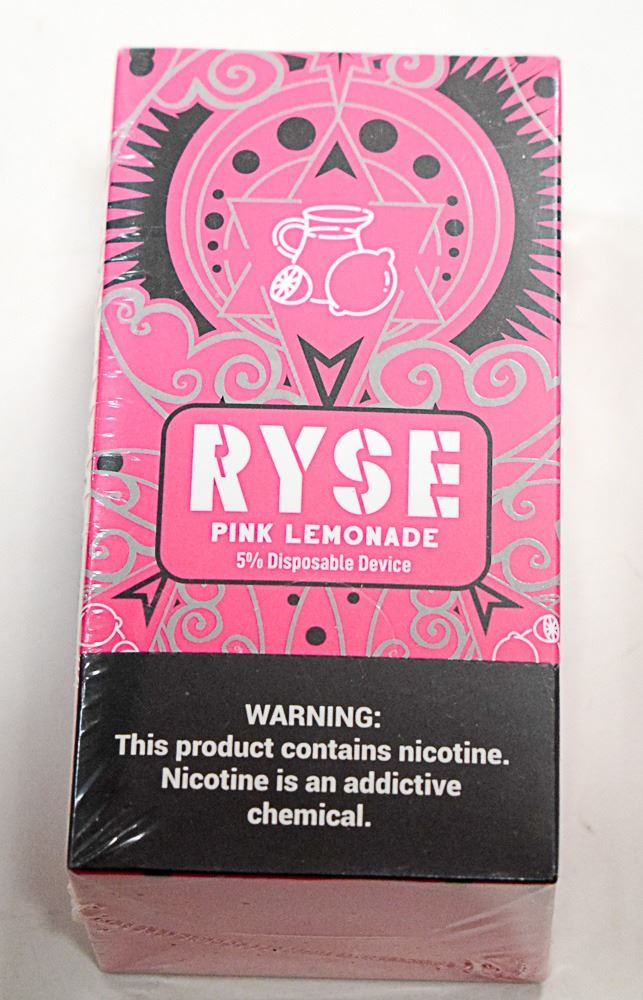 RYSE
PINK LEMONADE
5% Disposable Device
WARNING:
This product contains nicotine.
Nicotine is an addictive
chemical.